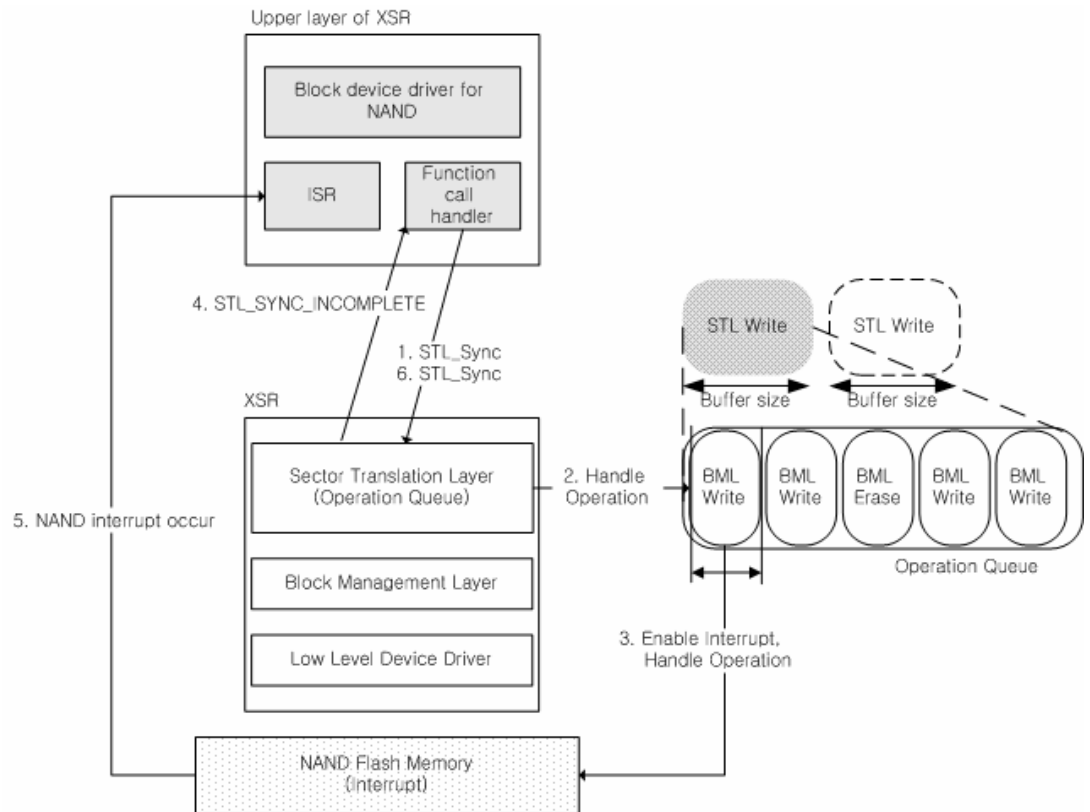 Upper layer of XSR
Block device driver for
NAND
ISR
Function
call
handler
4. STL_SYNC_INCOMPLETE
1. STL_Sync
6. STL_Sync
STL Write
STL Write
Buffer size
Buffer size
XSR
Sector Translation Layer
(Operation Queue)
2. Handle
Operation
BML
Write
BML
Write
BML
Erase
BML
Write
BML
Write
Operation Queue
5. NAND interrupt occur
Block Management Layer
3. Enable Interrupt,
Handle Operation
Low Level Device Driver
NAND Flash Memory
(Interrupt)